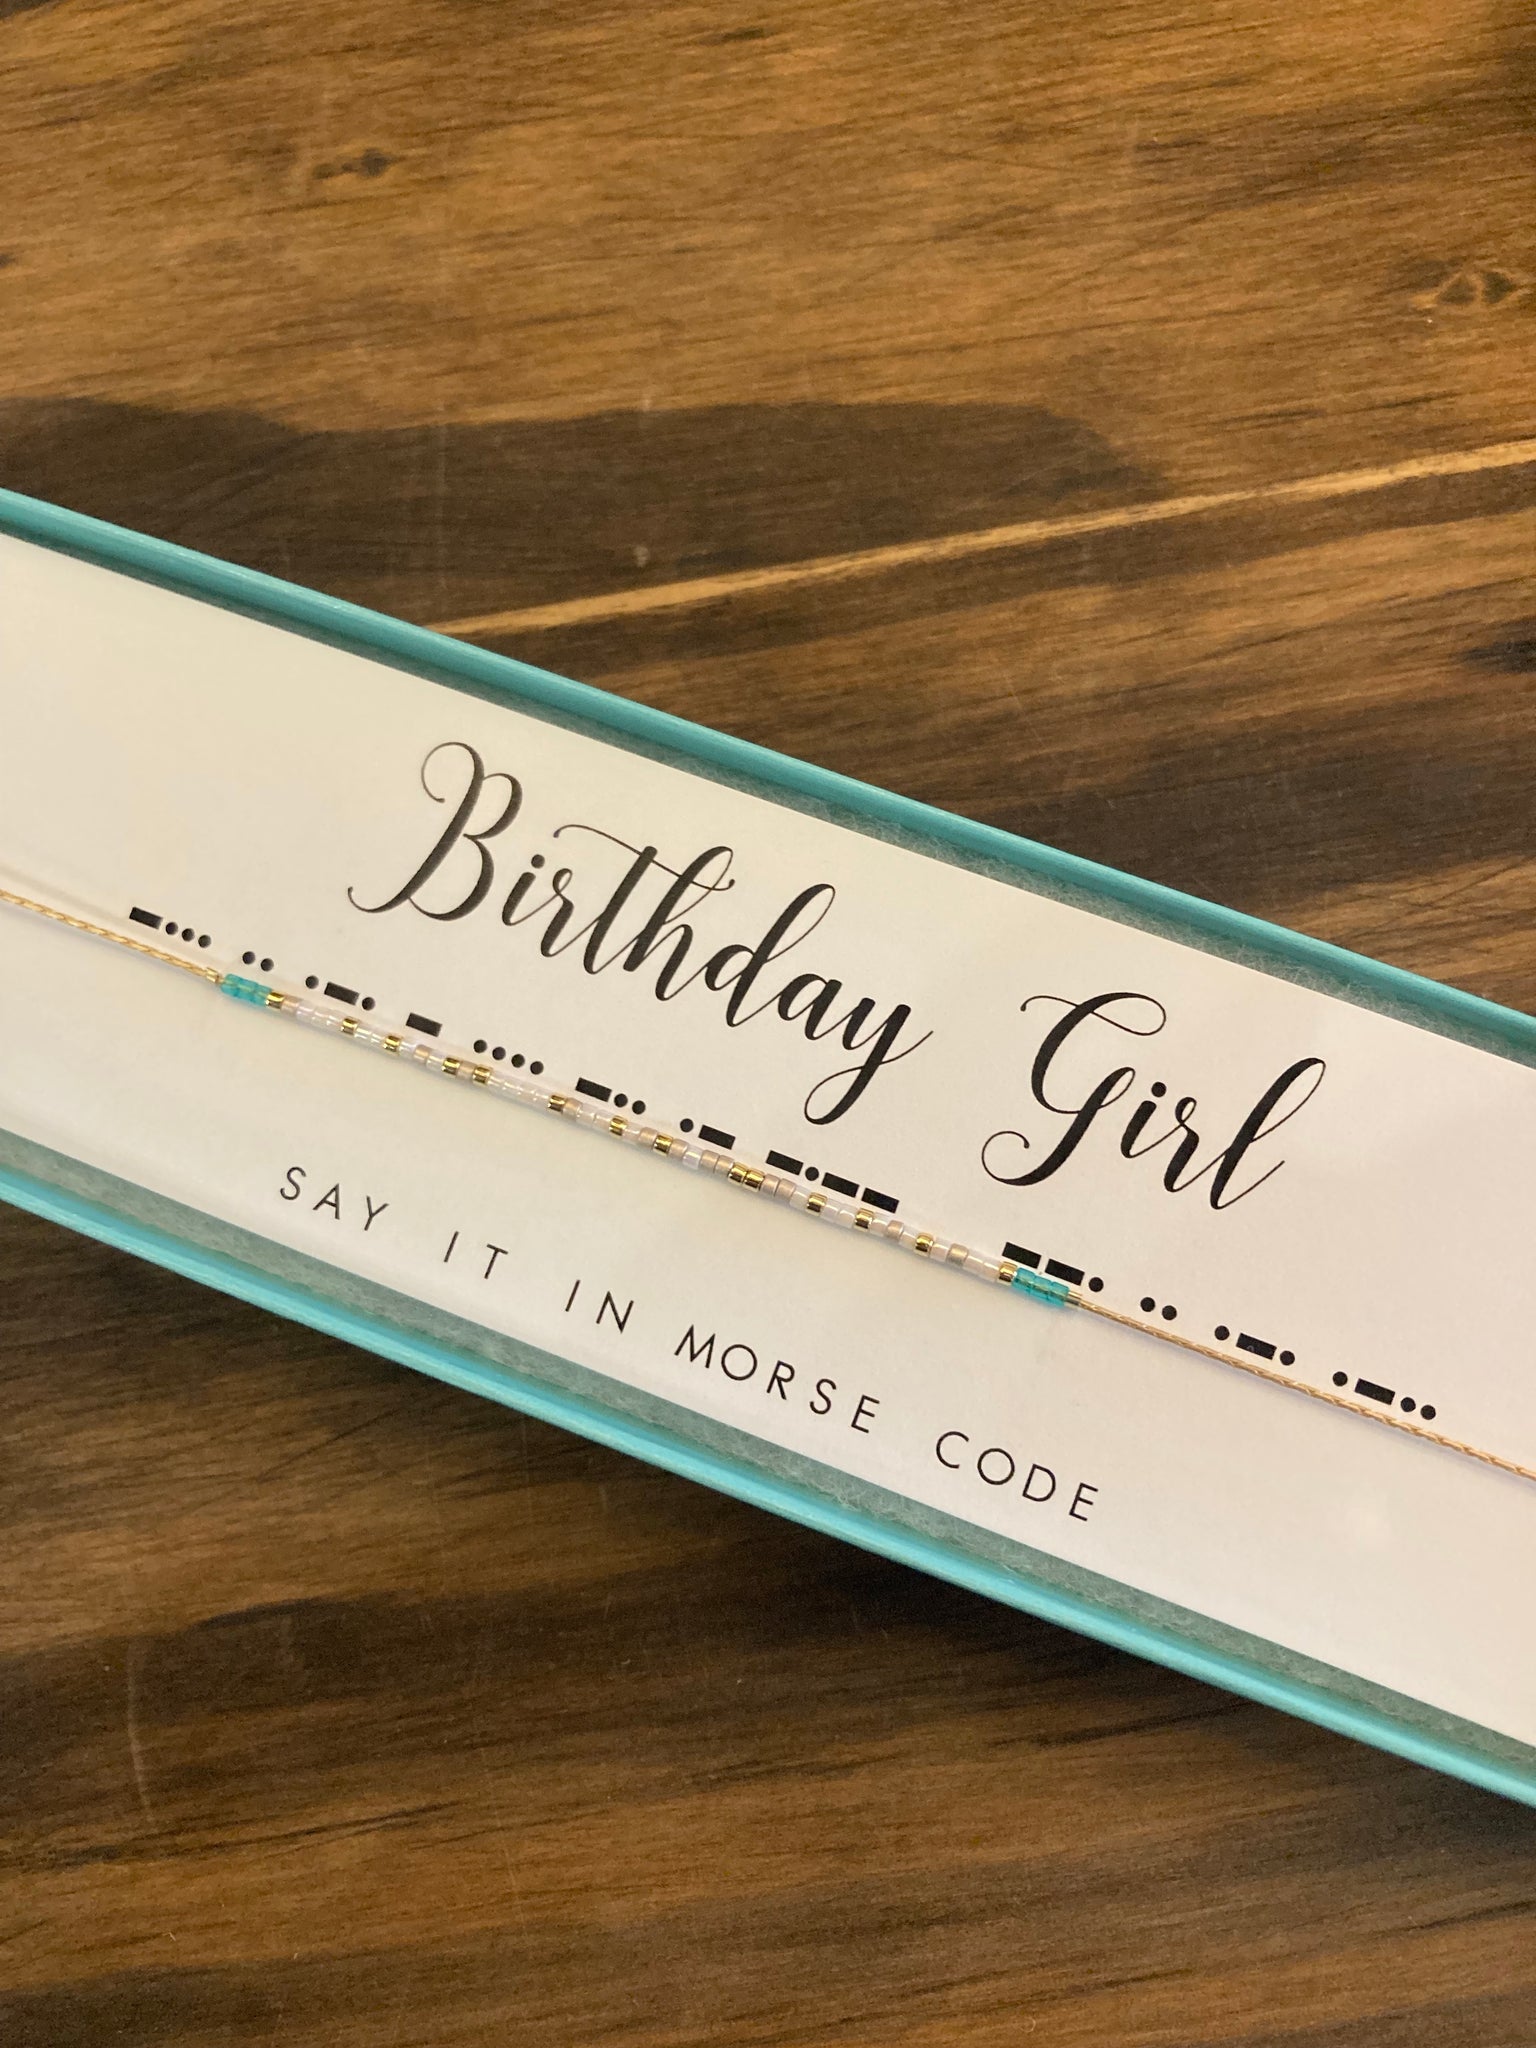 Birthday Girl
-... .. .-. - .... -.. .- -.-- --. .. .-. .-..
SAY IT IN MORSE CODE